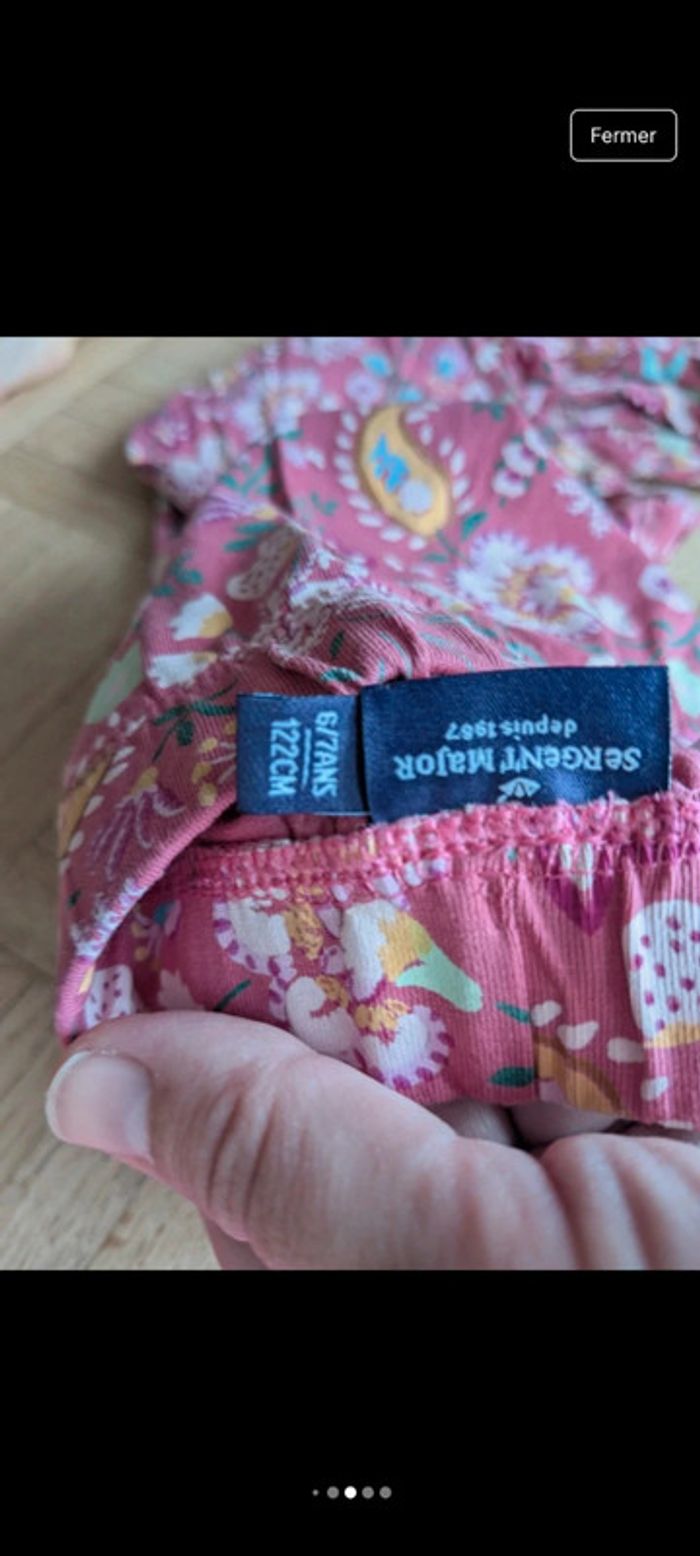 Fermer
SERGENT MAJOR
depuis 1987
6/7ANS
122CM